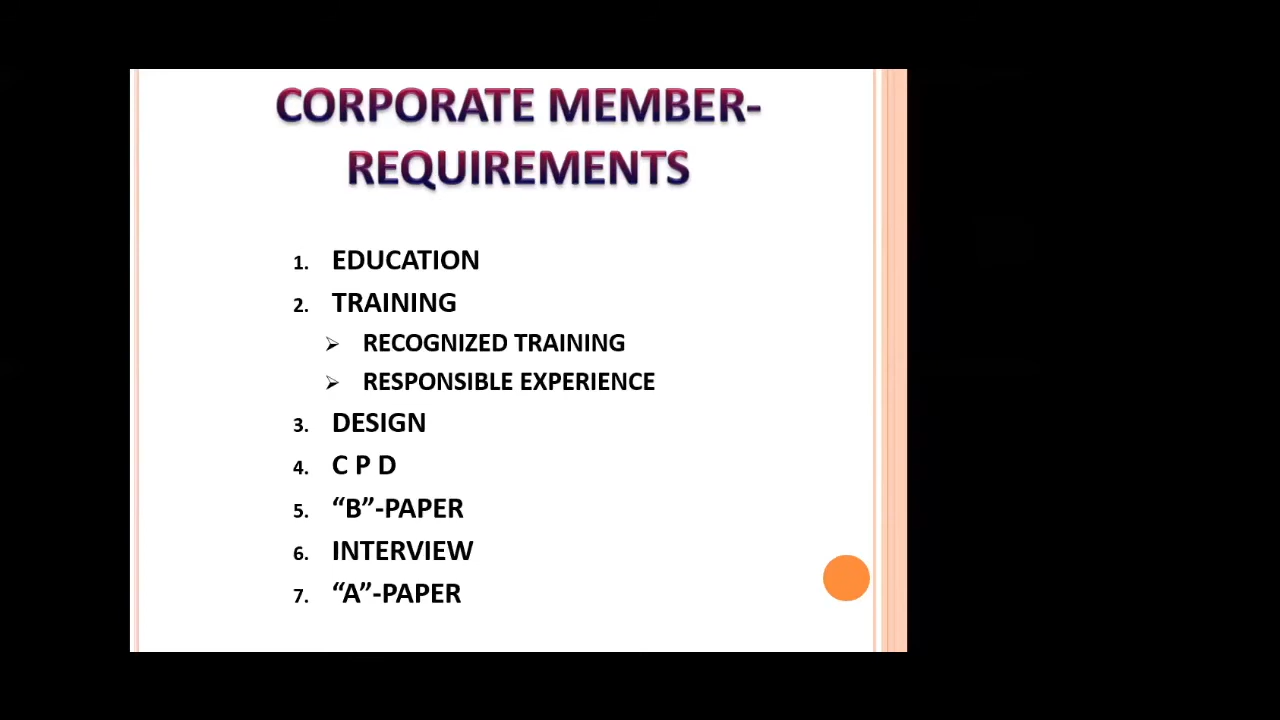 CORPORATE MEMBER-
REQUIREMENTS
1. EDUCATION
2. TRAINING
➢ RECOGNIZED TRAINING
➢ RESPONSIBLE EXPERIENCE
3. DESIGN
4. C P D
5. “B”-PAPER
6. INTERVIEW
7. “A”-PAPER